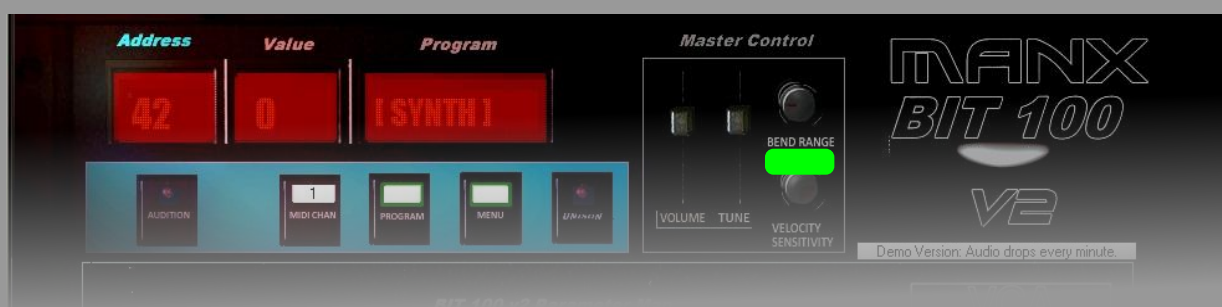 Address Value Program Master Control
MANX
BIT 100
42 0 [ SYNTH ]
BEND RANGE
1
AUDITION MIDI CHAN PROGRAM MENU UNISON
VOLUME TUNE
VELOCITY
SENSITIVITY
V2
Demo Version: Audio drops every minute.